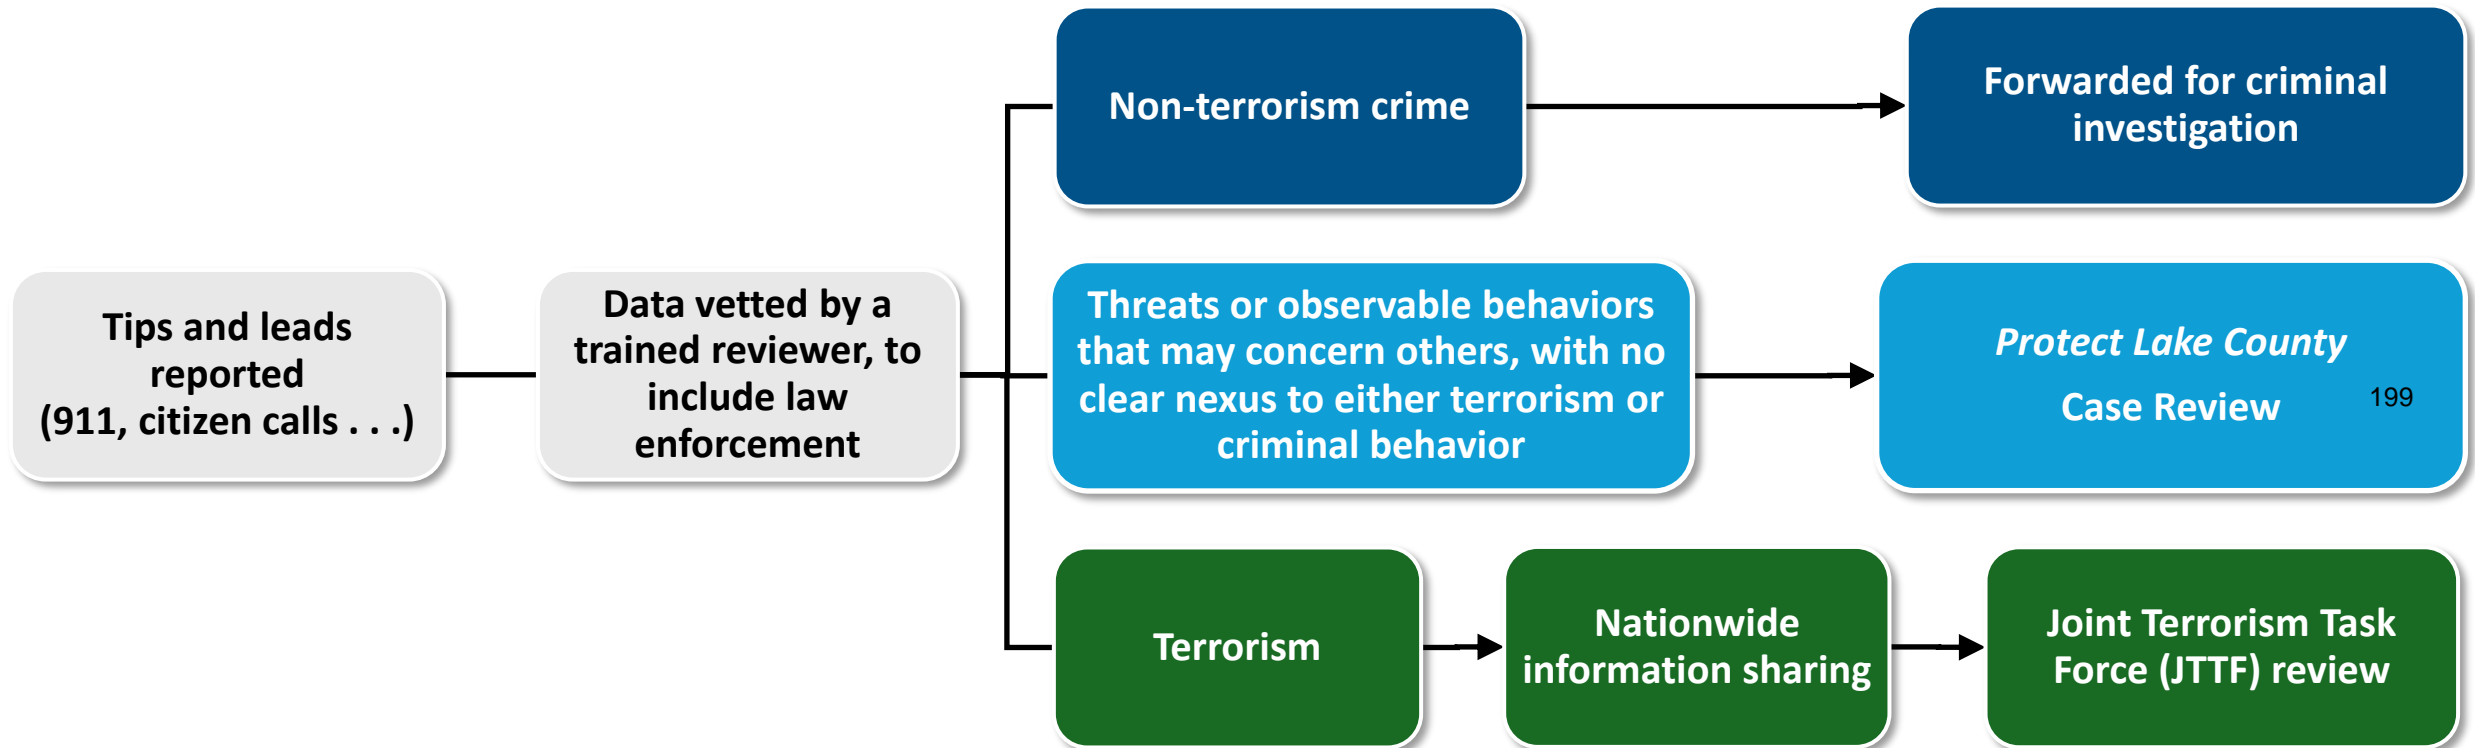 Non-terrorism crime
Forwarded for criminal
investigation
Tips and leads
reported
(911, citizen calls . . .)
Data vetted by a
trained reviewer, to
include law
enforcement
Threats or observable behaviors
that may concern others, with no
clear nexus to either terrorism or
criminal behavior
Protect Lake County
Case Review
199
Terrorism
Nationwide
information sharing
Joint Terrorism Task
Force (JTTF) review